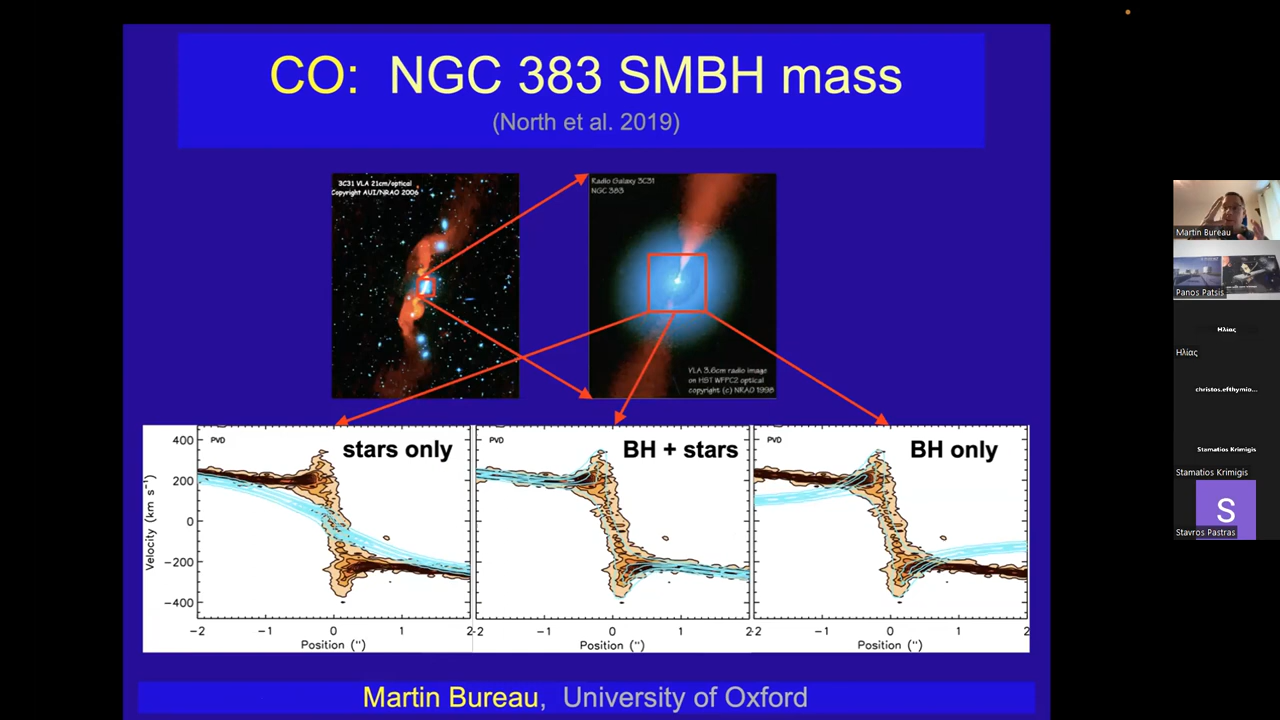 CO: NGC 383 SMBH mass
(North et al. 2019)
3C31 VLA 21cm/optical
Copyright AUI/NRAO 2006
Radio Galaxy 3C31
NGC 383
VLA 3.6cm radio image
on HST WFPC2 optical
copyright (c) NRAO 1998
PVD
stars only
PVD
BH + stars
PVD
BH only
400
200
0
−200
−400
Velocity (km s⁻¹)
−2 −1 0 1 2
−2 −1 0 1 2
−2 −1 0 1 2
Position (")
Position (")
Position (")
Martin Bureau, University of Oxford
Martin Bureau
Panos Patsis
Ηλίας
Ηλίας
christos.efthymio...
Stamatios Krimigis
Stamatios Krimigis
S
Stavros Pastras